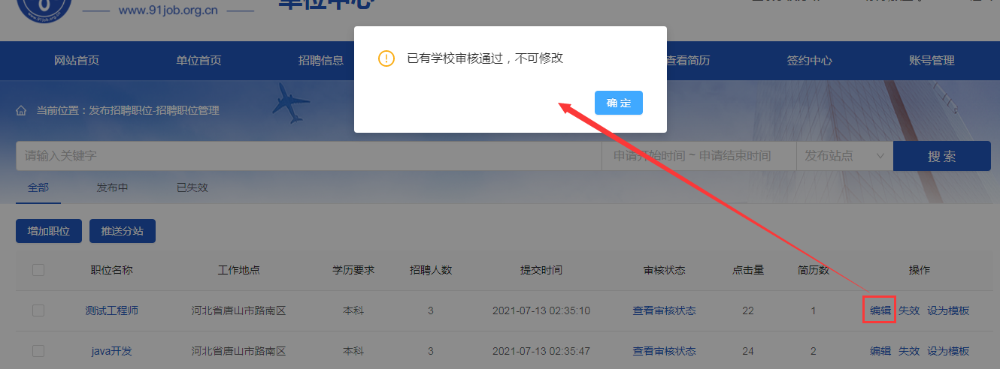 www.91job.org.cn
单位中心
已有学校审核通过，不可修改
确 定
网站首页
单位首页
招聘信息
查看简历
签约中心
账号管理
当前位置：发布招聘职位-招聘职位管理
请输入关键字
申请开始时间 ~ 申请结束时间
发布站点
搜 索
全部
发布中
已失效
增加职位
推送分站
职位名称 工作地点 学历要求 招聘人数 提交时间 审核状态 点击量 简历数 操作
测试工程师 河北省唐山市路南区 本科 3 2021-07-13 02:35:10 查看审核状态 22 1 编辑 失效 设为模板
java开发 河北省唐山市路南区 本科 3 2021-07-13 02:35:47 查看审核状态 24 2 编辑 失效 设为模板